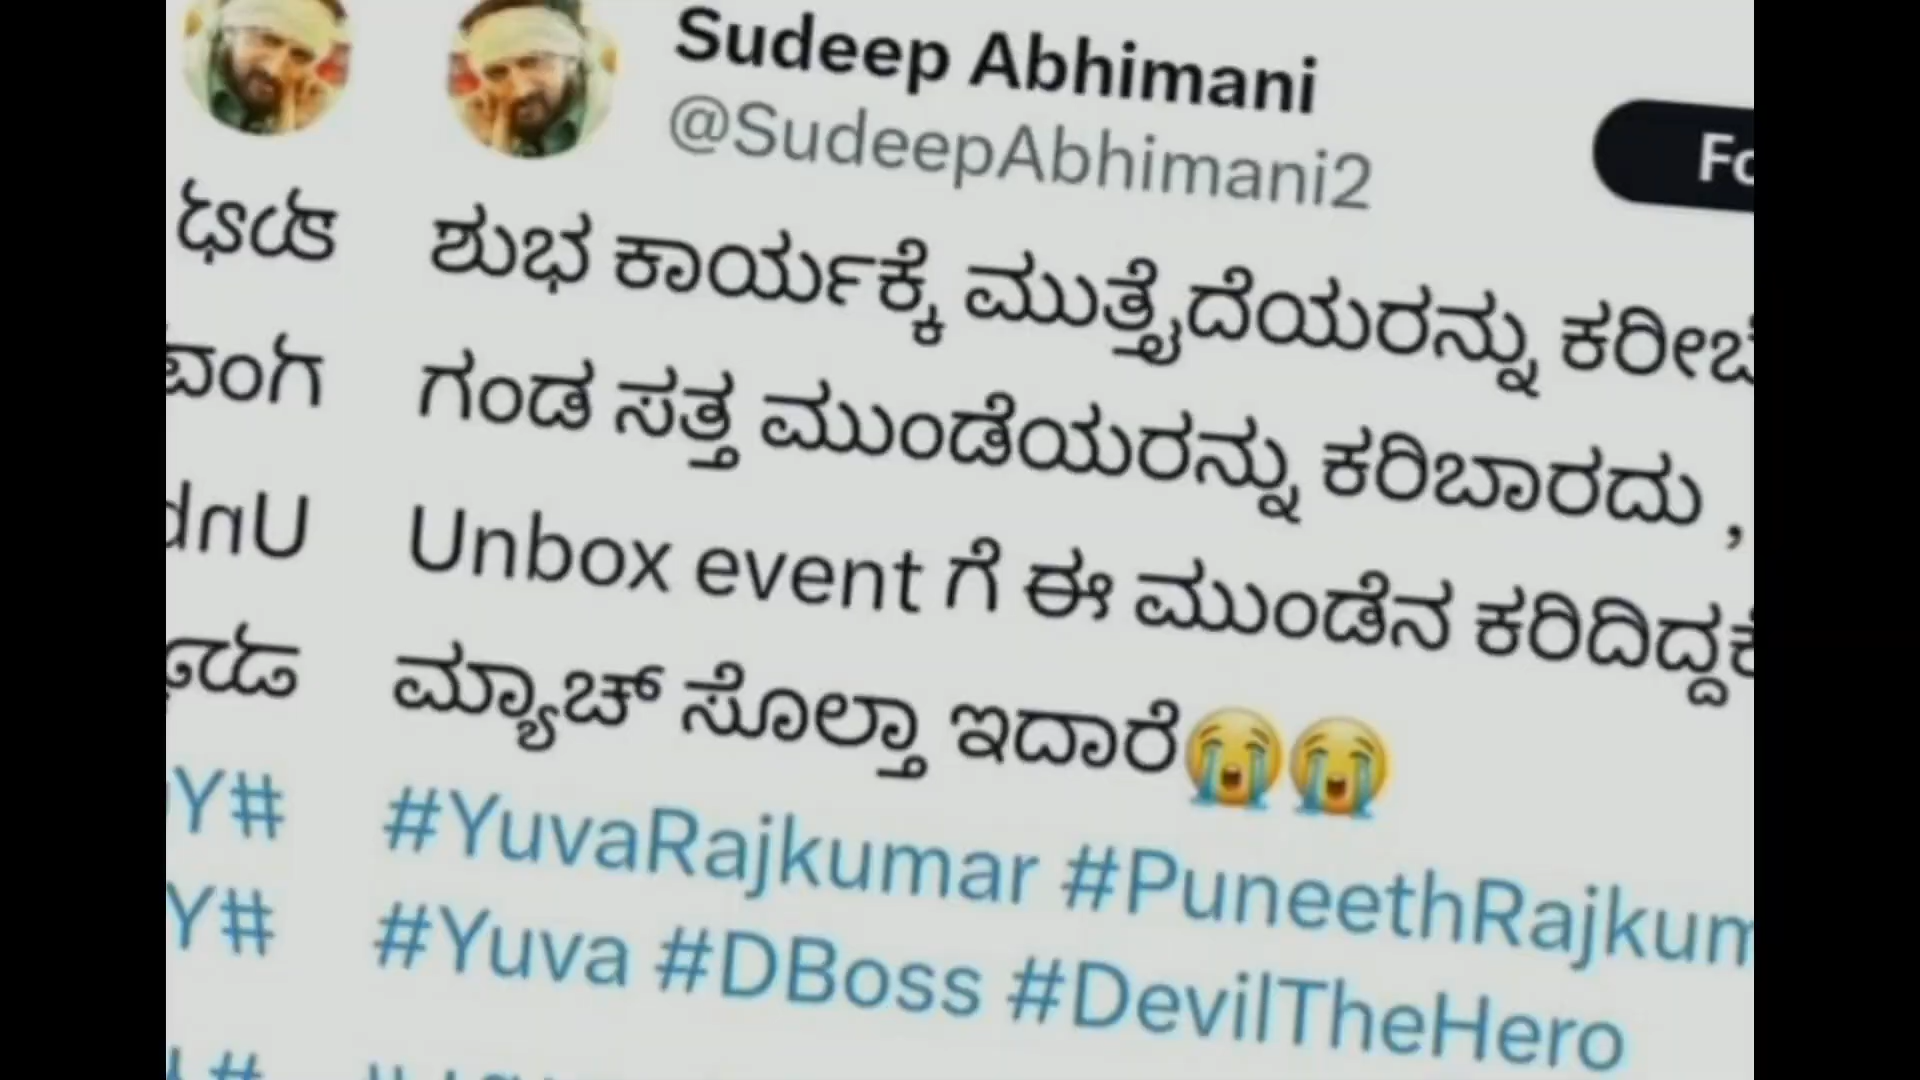 Sudeep Abhimani
@SudeepAbhimani2
ಶುಭ ಕಾರ್ಯಕ್ಕೆ ಮುತ್ತೈದೆಯರನ್ನು
ಗಂಡ ಸತ್ತ ಮುಂಡೆಯರನ್ನು ಕರಿಬಾರದು ,
Unbox event ಗೆ ಈ ಮುಂಡೆನ
ಮ್ಯಾಚ್ ಸೊಲ್ತಾ ಇದಾರೆ😭😭
#YuvaRajkumar
#Yuva #DBoss #DevilTheHero